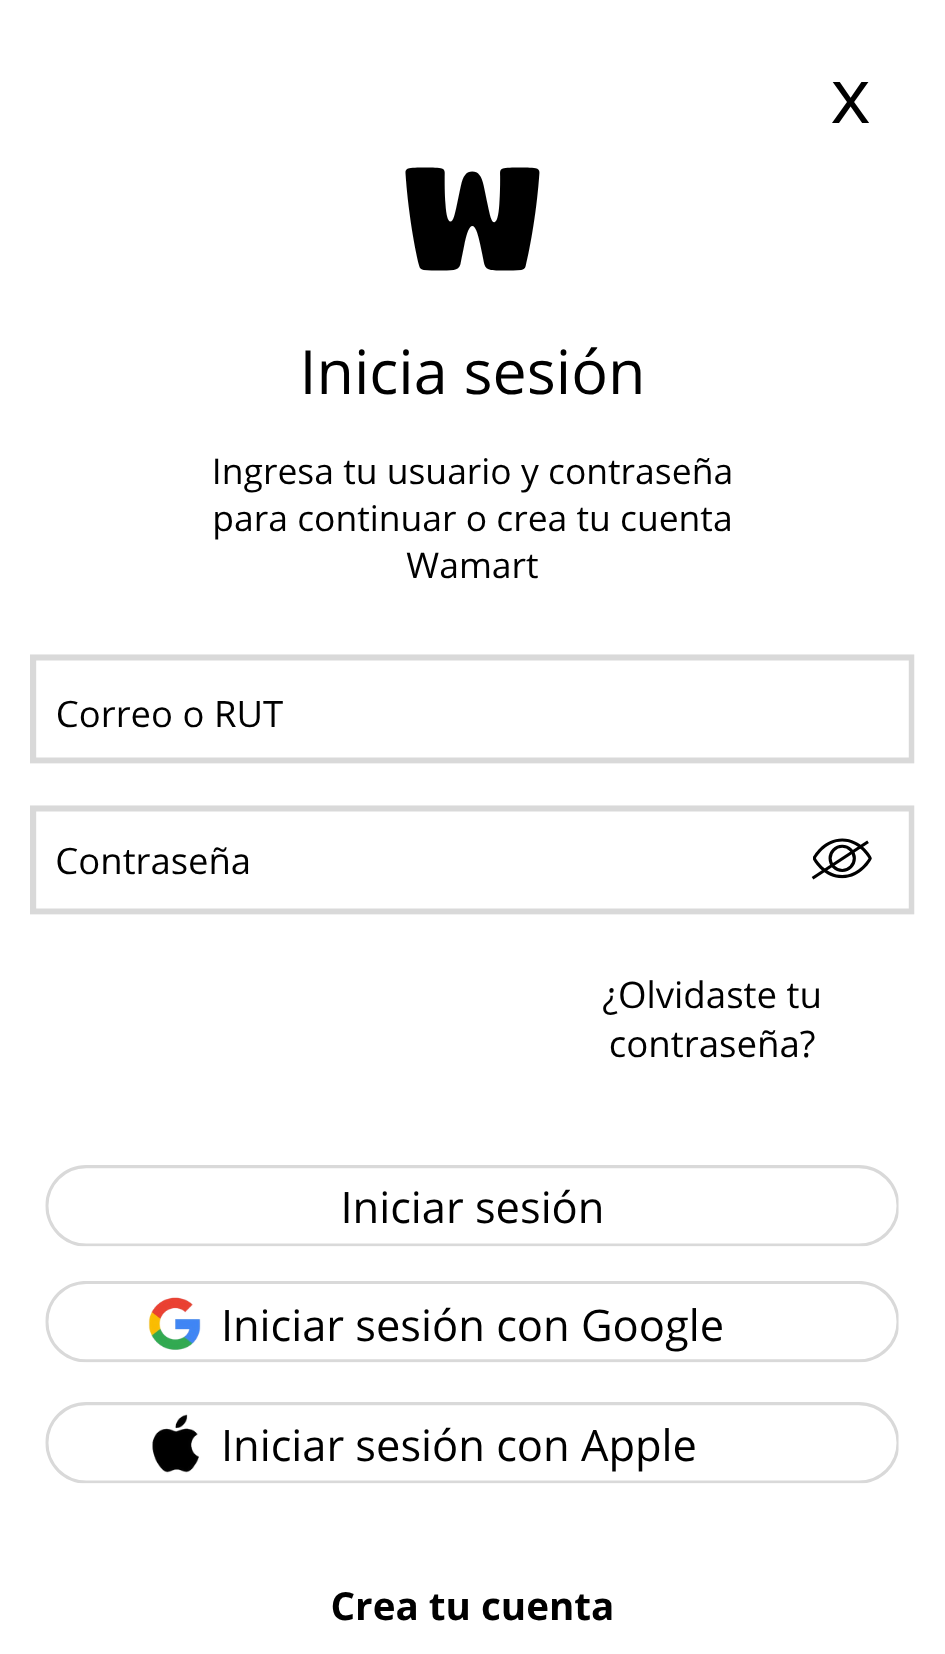 X
W
Inicia sesión
Ingresa tu usuario y contraseña
para continuar o crea tu cuenta
Wamart
Correo o RUT
Contraseña
¿Olvidaste tu
contraseña?
Iniciar sesión
G Iniciar sesión con Google
Iniciar sesión con Apple
Crea tu cuenta